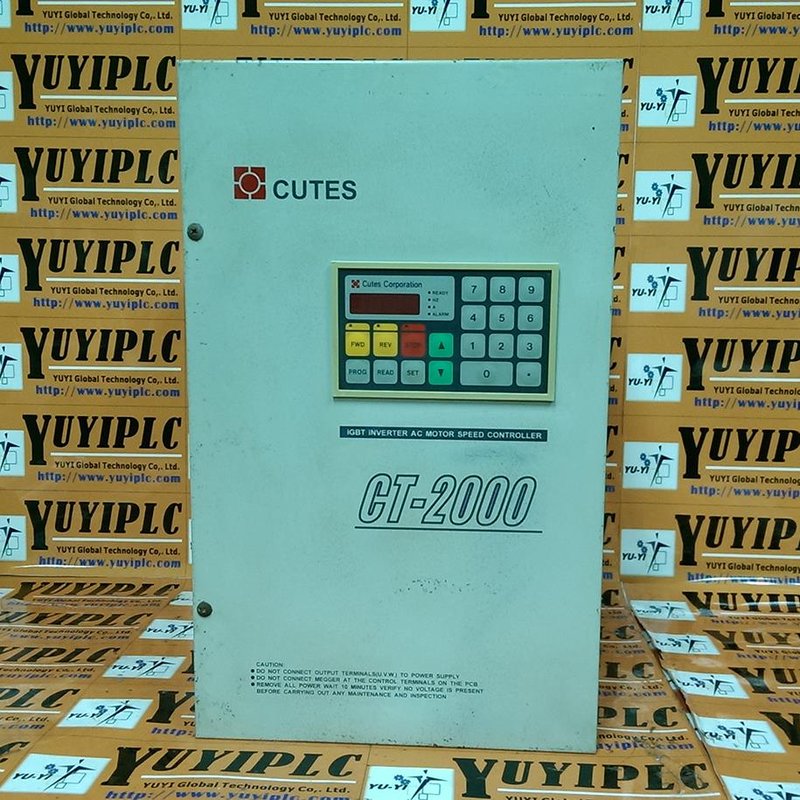 YUYIPLC
YUYI Global Technology Co,. Ltd.
http://www.yuyiplc.com
YU-YI
CUTES
Cutes Corporation
READY
HZ
A
ALARM
7 8 9
4 5 6
FWD REV STOP ▲ 1 2 3
PROG READ SET ▼ 0 .
IGBT INVERTER AC MOTOR SPEED CONTROLLER
CT-2000
CAUTION:
● DO NOT CONNECT OUTPUT TERMINALS(U.V.W.) TO POWER SUPPLY
● DO NOT CONNECT MEGGER AT THE CONTROL TERMINALS ON THE PCB
● REMOVE ALL POWER WAIT 10 MINUTES VERIFY NO VOLTAGE IS PRESENT
BEFORE CARRYING OUT ANY MAINTENANCE AND INSPECTION